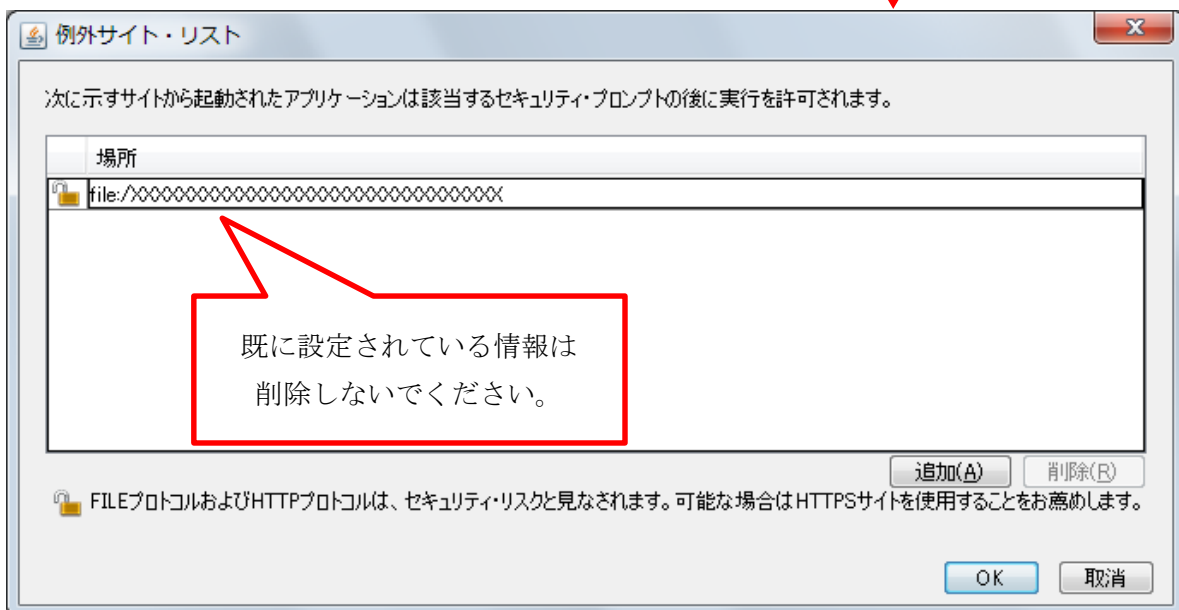 例外サイト・リスト
次に示すサイトから起動されたアプリケーションは該当するセキュリティ・プロンプトの後に実行を許可されます。
場所
file:/XXXXXXXXXXXXXXXXXXXXXXXXXXXXXXXXX
既に設定されている情報は
削除しないでください。
追加(A) 削除(R)
FILEプロトコルおよびHTTPプロトコルは、セキュリティ・リスクと見なされます。可能な場合はHTTPSサイトを使用することをお薦めします。
OK 取消